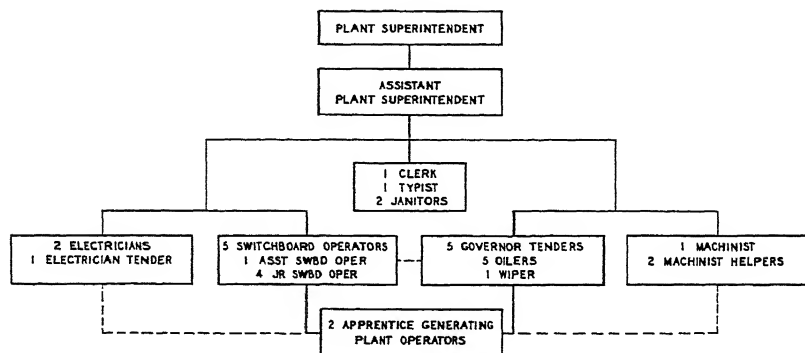 PLANT SUPERINTENDENT
ASSISTANT
PLANT SUPERINTENDENT
1 CLERK
1 TYPIST
2 JANITORS
2 ELECTRICIANS
1 ELECTRICIAN TENDER
5 SWITCHBOARD OPERATORS
1 ASST SWBD OPER
4 JR SWBD OPER
5 GOVERNOR TENDERS
5 OILERS
1 WIPER
1 MACHINIST
2 MACHINIST HELPERS
2 APPRENTICE GENERATING
PLANT OPERATORS